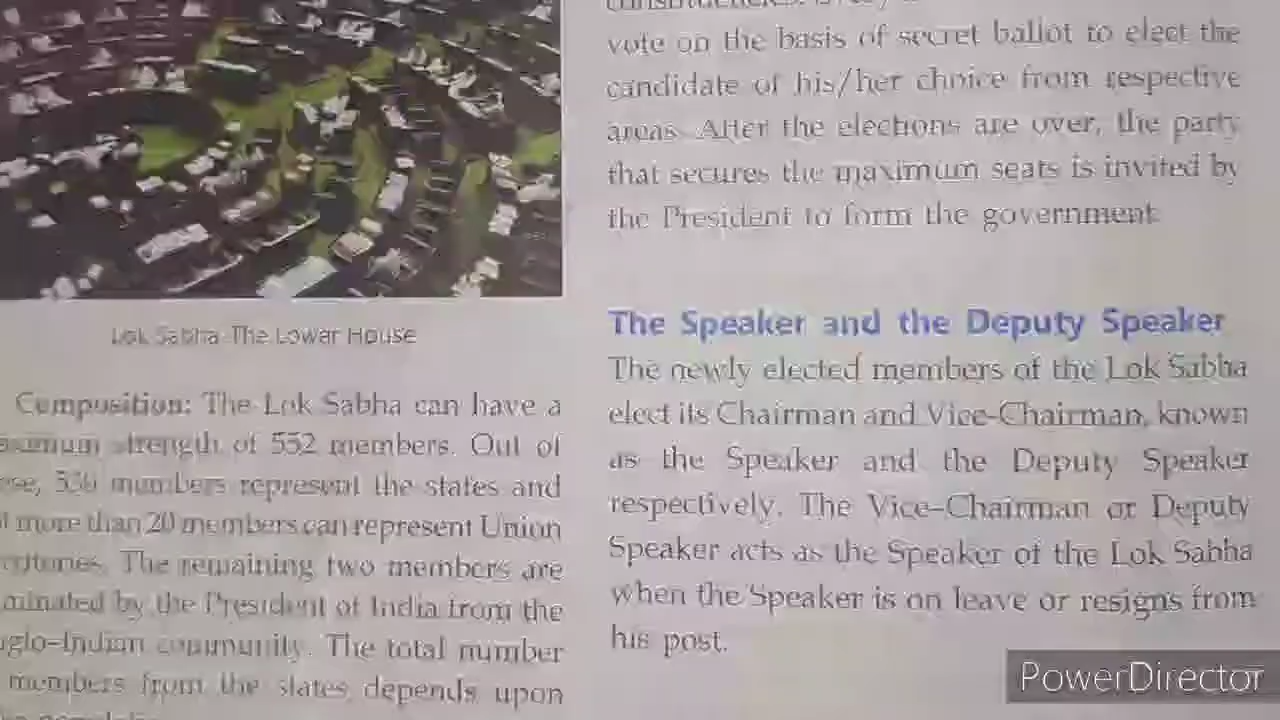 Lok Sabha-The Lower House
Composition: The Lok Sabha can have a
strength of 552 members. Out of
members represent the states and
more than 20 members can represent Union
The remaining two members are
by the President of India from the
community. The total number
members from the states depends upon
vote on the basis of secret ballot to elect the
candidate of his/her choice from respective
areas. After the elections are over, the party
that secures the maximum seats is invited by
the President to form the government.
The Speaker and the Deputy Speaker
The newly elected members of the Lok Sabha
elect its Chairman and Vice-Chairman, known
as the Speaker and the Deputy Speaker
respectively. The Vice-Chairman or Deputy
Speaker acts as the Speaker of the Lok Sabha
when the Speaker is on leave or resigns from
his post.
PowerDirector